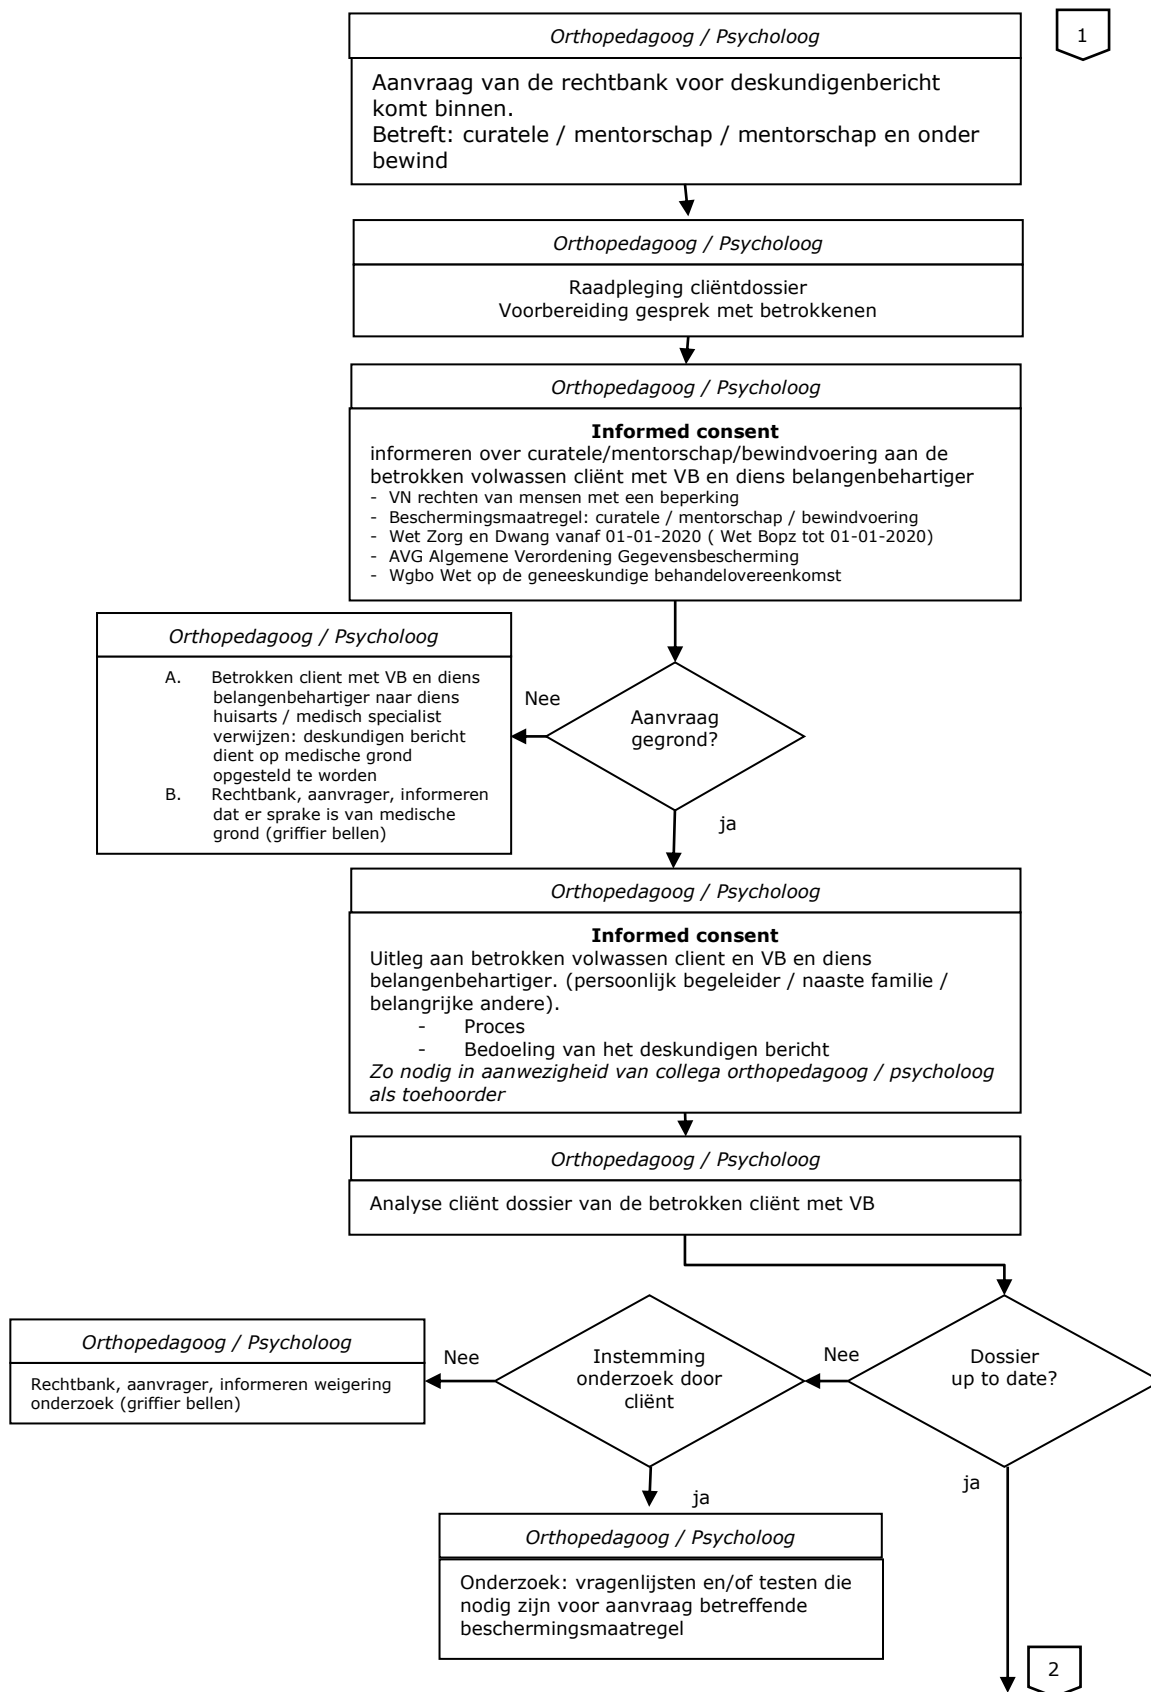 1
Orthopedagoog / Psycholoog
Aanvraag van de rechtbank voor deskundigenbericht
komt binnen.
Betreft: curatele / mentorschap / mentorschap en onder
bewind
Orthopedagoog / Psycholoog
Raadpleging cliëntdossier
Voorbereiding gesprek met betrokkenen
Orthopedagoog / Psycholoog
Informed consent
informeren over curatele/mentorschap/bewindvoering aan de
betrokken volwassen cliënt met VB en diens belangenbehartiger
- VN rechten van mensen met een beperking
- Beschermingsmaatregel: curatele / mentorschap / bewindvoering
- Wet Zorg en Dwang vanaf 01-01-2020 ( Wet Bopz tot 01-01-2020)
- AVG Algemene Verordening Gegevensbescherming
- Wgbo Wet op de geneeskundige behandelovereenkomst
Orthopedagoog / Psycholoog
A. Betrokken client met VB en diens
belangenbehartiger naar diens
huisarts / medisch specialist
verwijzen: deskundigen bericht
dient op medische grond
opgesteld te worden
B. Rechtbank, aanvrager, informeren
dat er sprake is van medische
grond (griffier bellen)
Nee
Aanvraag
gegrond?
ja
Orthopedagoog / Psycholoog
Informed consent
Uitleg aan betrokken volwassen client en VB en diens
belangenbehartiger. (persoonlijk begeleider / naaste familie /
belangrijke andere).
- Proces
- Bedoeling van het deskundigen bericht
Zo nodig in aanwezigheid van collega orthopedagoog / psycholoog
als toehoorder
Orthopedagoog / Psycholoog
Analyse cliënt dossier van de betrokken cliënt met VB
Orthopedagoog / Psycholoog
Rechtbank, aanvrager, informeren weigering
onderzoek (griffier bellen)
Nee
Instemming
onderzoek door
cliënt
Nee
Dossier
up to date?
ja
ja
Orthopedagoog / Psycholoog
Onderzoek: vragenlijsten en/of testen die
nodig zijn voor aanvraag betreffende
beschermingsmaatregel
2